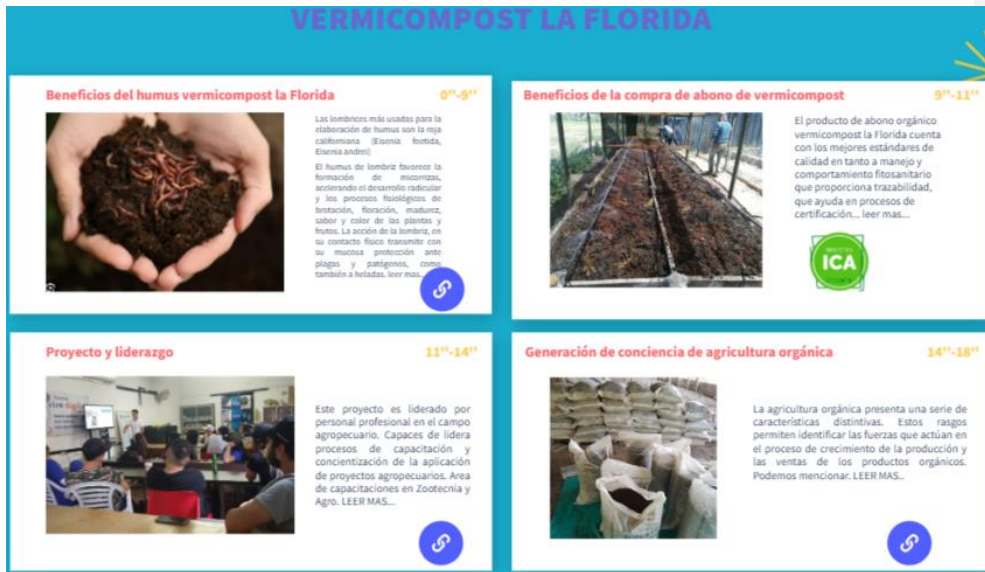 VERMICOMPOST LA FLORIDA
Beneficios del humus vermicompost la Florida
0''-9''
Las lombrices más usadas para la
elaboración de humus son la roja
californiana (Eisonia foetida,
Eisenia andrei)
El humus de lombriz favorece la
formación de micorrizas,
acelerando el desarrollo radicular
y los procesos fisiológicos de
brotación, floración, madurez,
sabor y color de las plantas y
frutos. La acción de la lombriz, en
su contacto físico transmite con
su mucosa protección ante
plagas y patógenos, como
también a heladas. leer mas...
Beneficios de la compra de abono de vermicompost
9''-11''
El producto de abono orgánico
vermicompost la Florida cuenta
con los mejores estándares de
calidad en tanto a manejo y
comportamiento fitosanitario
que proporciona trazabilidad,
que ayuda en procesos de
certificación... leer mas...
ICA
Proyecto y liderazgo
11''-14''
Este proyecto es liderado por
personal profesional en el campo
agropecuario. Capaces de lidera
procesos de capacitación y
concientización de la aplicación
de proyectos agropecuarios. Area
de capacitaciones en Zootecnia y
Agro. LEER MAS...
Generación de conciencia de agricultura orgánica
14''-18''
La agricultura orgánica presenta una serie de
características distintivas. Estos rasgos
permiten identificar las fuerzas que actúan en
el proceso de crecimiento de la producción y
las ventas de los productos orgánicos.
Podemos mencionar. LEER MAS..